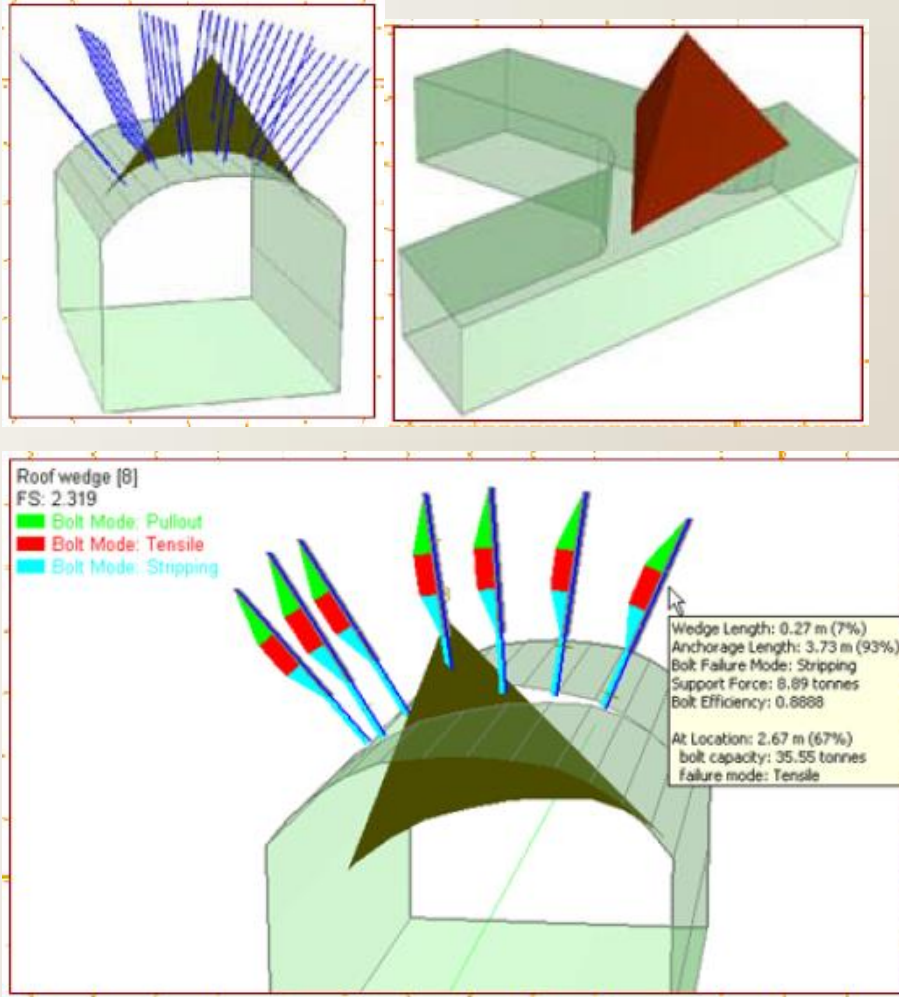 Roof wedge [8]
FS: 2.319
Bolt Mode: Pullout
Bolt Mode: Tensile
Bolt Mode: Stripping
Wedge Length: 0.27 m (7%)
Anchorage Length: 3.73 m (93%)
Bolt Failure Mode: Stripping
Support Force: 8.89 tonnes
Bolt Efficiency: 0.8888
At Location: 2.67 m (67%)
bolt capacity: 35.55 tonnes
failure mode: Tensile